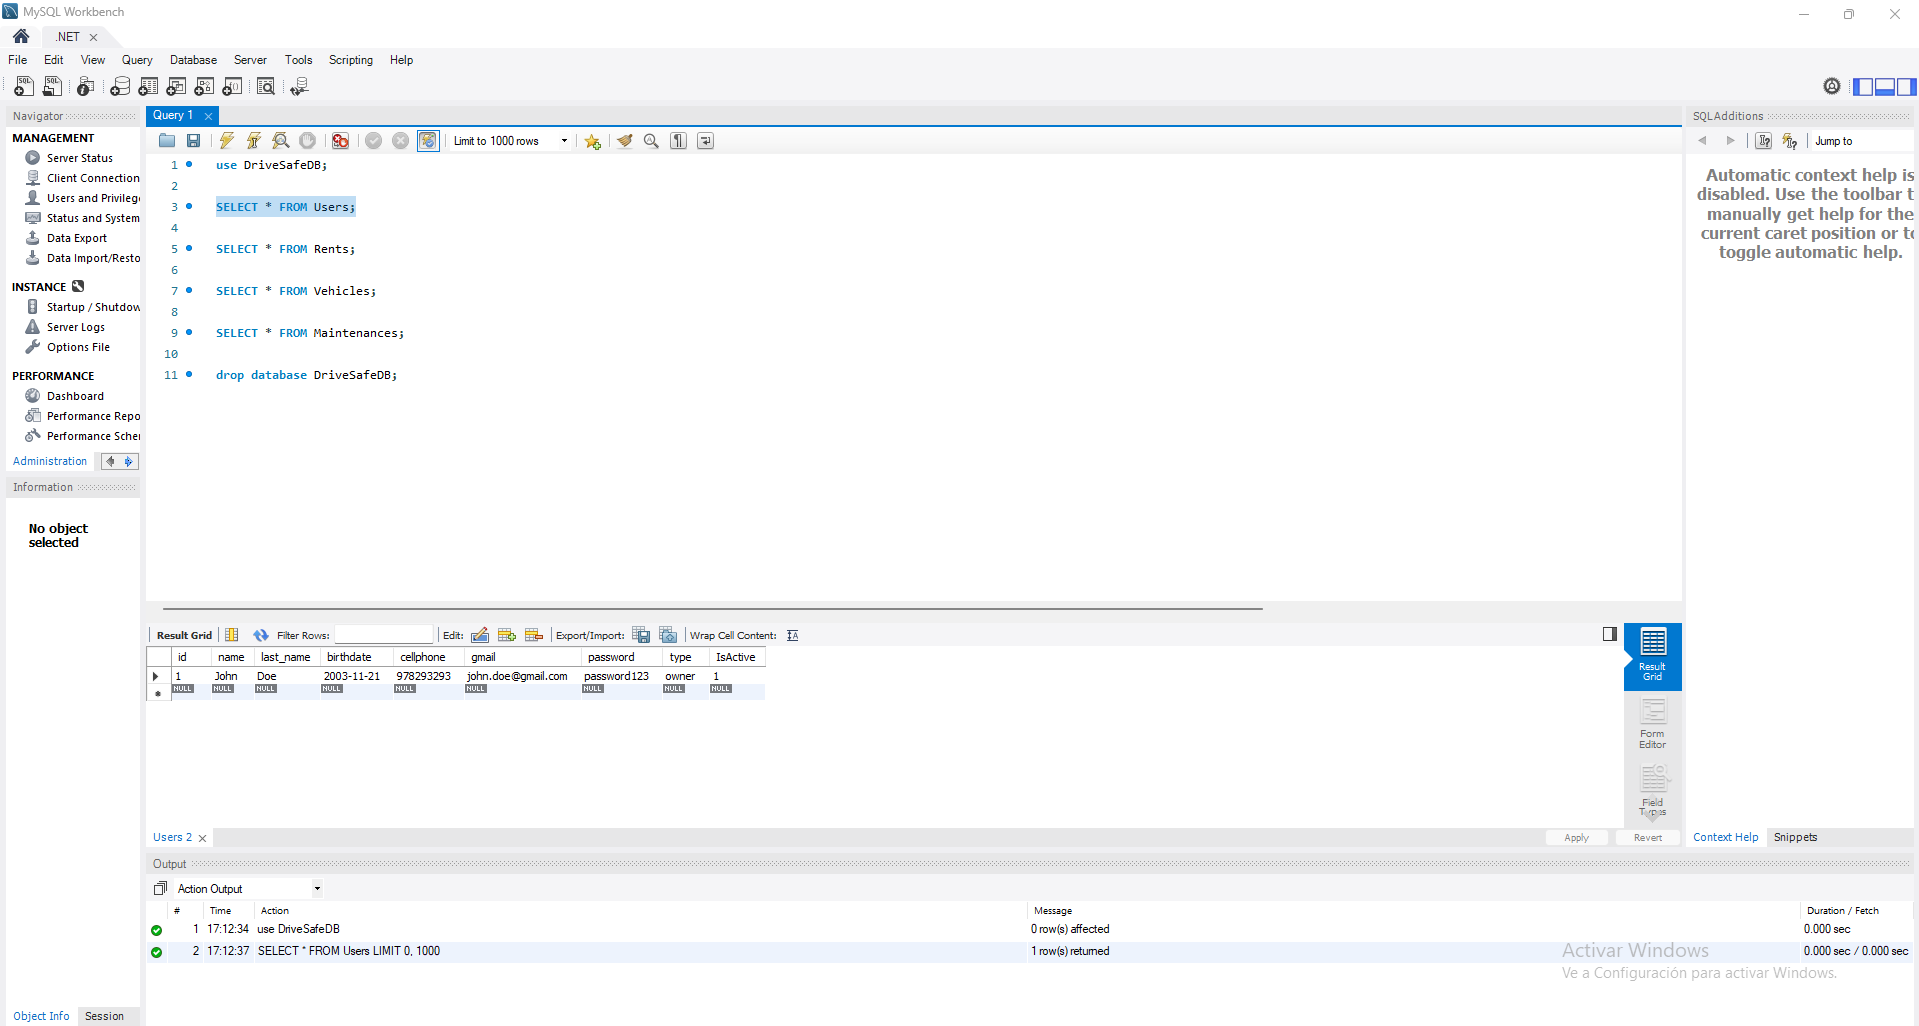 MySQL Workbench
.NET
File Edit View Query Database Server Tools Scripting Help
Navigator
MANAGEMENT
Server Status
Client Connection
Users and Privileg
Status and System
Data Export
Data Import/Resto
INSTANCE
Startup / Shutdow
Server Logs
Options File
PERFORMANCE
Dashboard
Performance Repo
Performance Scher
Administration
Information
No object
selected
Object Info Session
Query 1
Limit to 1000 rows
1 use DriveSafeDB;
2
3 SELECT * FROM Users;
4
5 SELECT * FROM Rents;
6
7 SELECT * FROM Vehicles;
8
9 SELECT * FROM Maintenances;
10
11 drop database DriveSafeDB;
Result Grid Filter Rows: Edit: Export/Import: Wrap Cell Content:
id name last_name birthdate cellphone gmail password type IsActive
1 John Doe 2003-11-21 978293293 john.doe@gmail.com password123 owner 1
NULL NULL NULL NULL NULL NULL NULL NULL NULL
Result
Grid
Form
Editor
Field
Types
Users 2
Apply Revert
Output
Action Output
# Time Action Message Duration / Fetch
1 17:12:34 use DriveSafeDB 0 row(s) affected 0.000 sec
2 17:12:37 SELECT * FROM Users LIMIT 0, 1000 1 row(s) returned 0.000 sec / 0.000 sec
SQLAdditions
Jump to
Automatic context help is
disabled. Use the toolbar t
manually get help for the
current caret position or to
toggle automatic help.
Context Help Snippets
Activar Windows
Ve a Configuración para activar Windows.